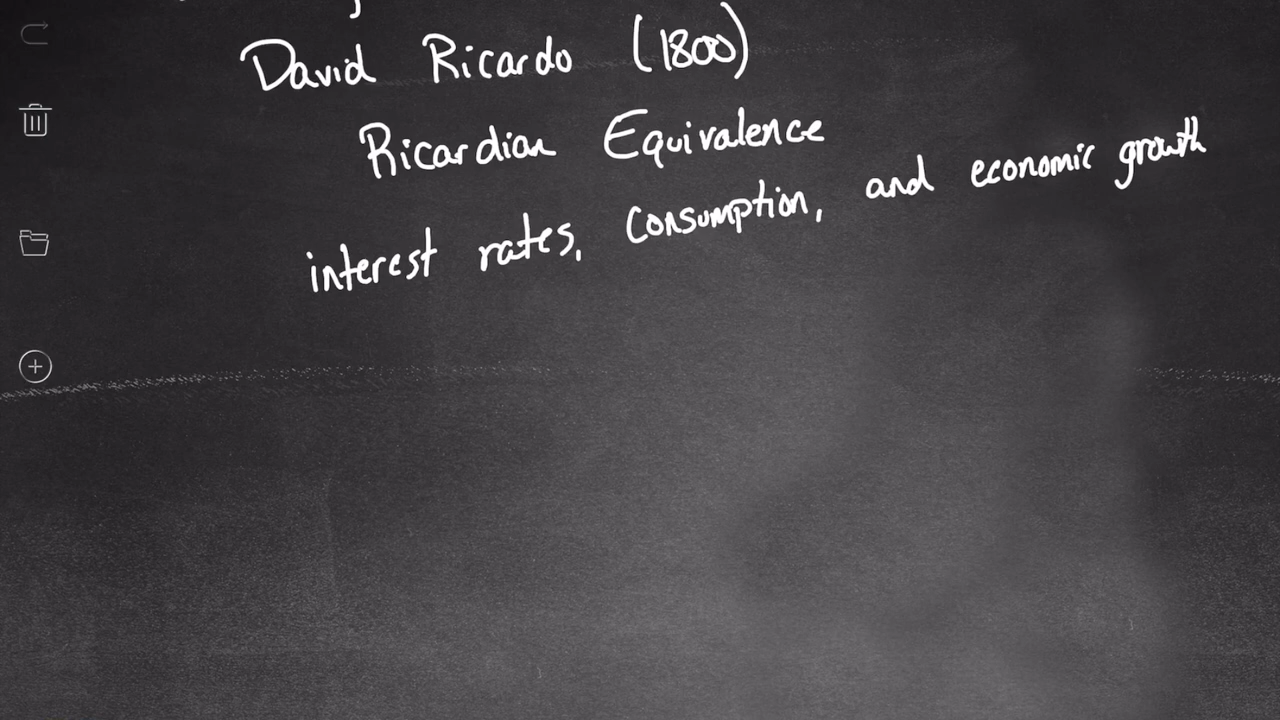 David Ricardo (1800)
Ricardian Equivalence
interest rates, consumption, and economic growth